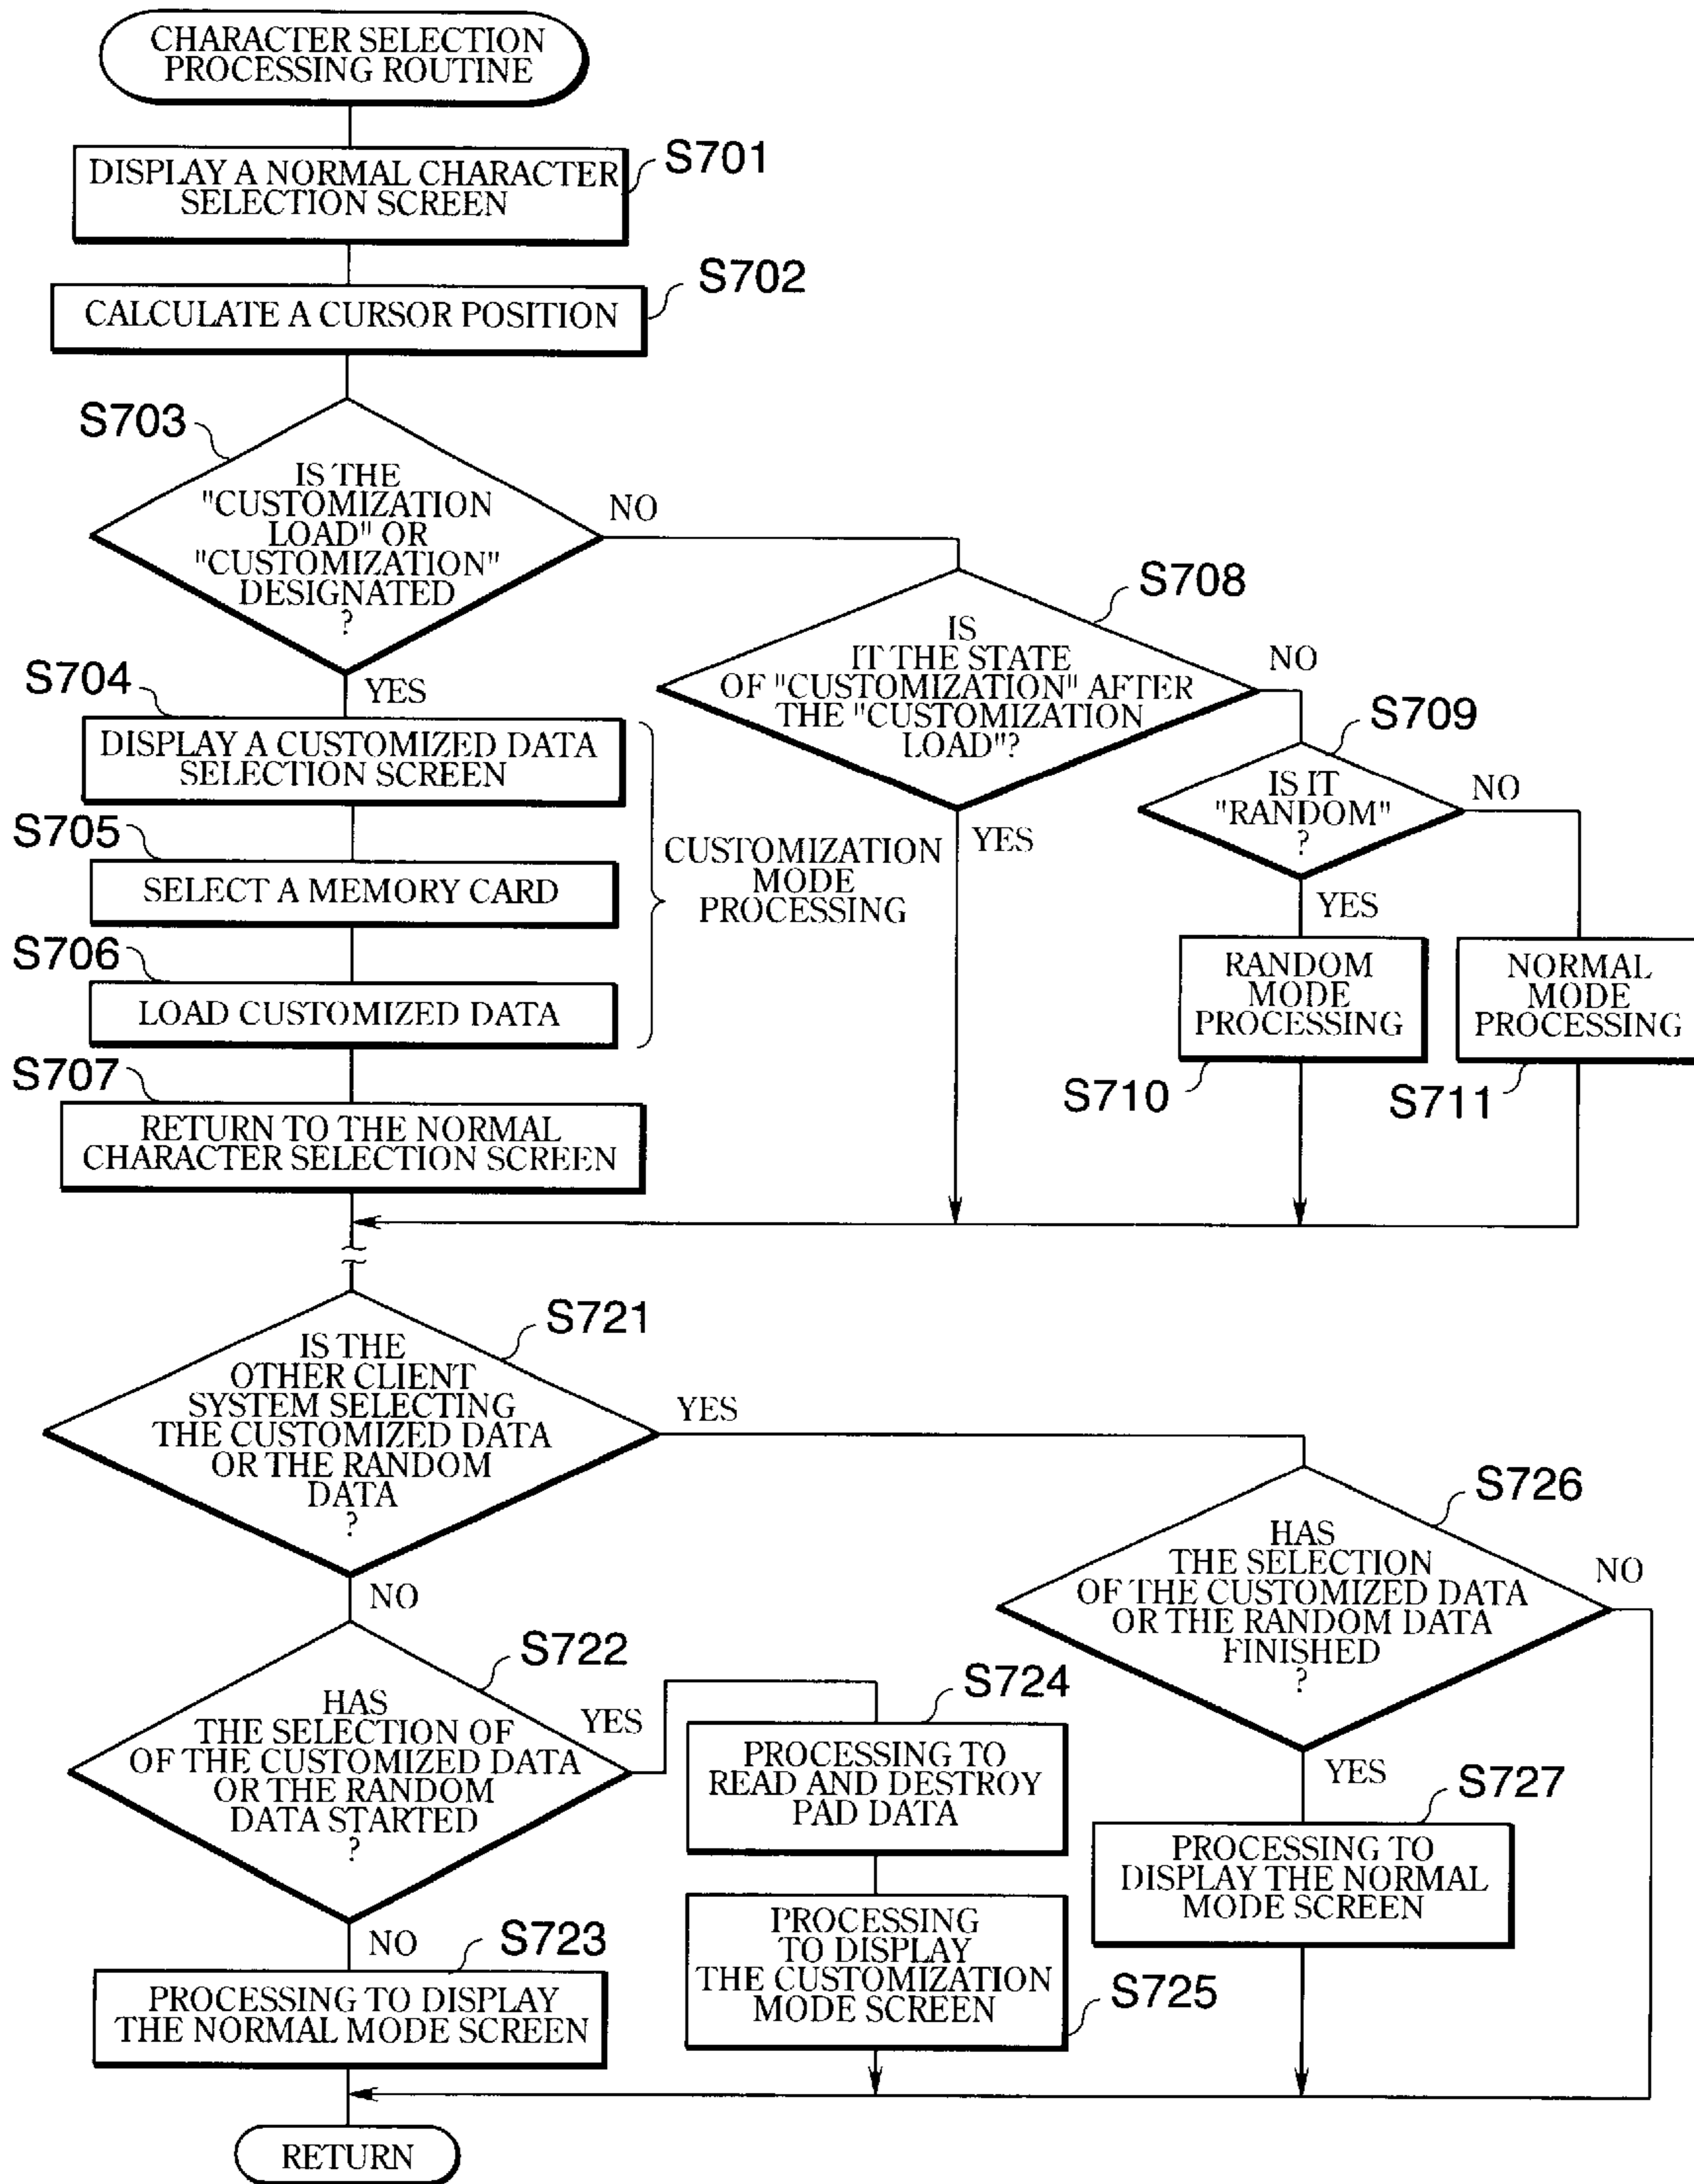 CHARACTER SELECTION
PROCESSING ROUTINE
DISPLAY A NORMAL CHARACTER
SELECTION SCREEN
S701
CALCULATE A CURSOR POSITION
S702
S703
IS THE
"CUSTOMIZATION
LOAD" OR
"CUSTOMIZATION"
DESIGNATED
?
NO
YES
S704
DISPLAY A CUSTOMIZED DATA
SELECTION SCREEN
S705
SELECT A MEMORY CARD
S706
LOAD CUSTOMIZED DATA
CUSTOMIZATION
MODE
PROCESSING
S707
RETURN TO THE NORMAL
CHARACTER SELECTION SCREEN
S708
IS
IT THE STATE
OF "CUSTOMIZATION" AFTER
THE "CUSTOMIZATION
LOAD"?
NO
YES
S709
IS IT
"RANDOM"
?
NO
YES
RANDOM
MODE
PROCESSING
S710
NORMAL
MODE
PROCESSING
S711
S721
IS THE
OTHER CLIENT
SYSTEM SELECTING
THE CUSTOMIZED DATA
OR THE RANDOM
DATA
?
YES
NO
S722
HAS
THE SELECTION OF
OF THE CUSTOMIZED DATA
OR THE RANDOM
DATA STARTED
?
YES
NO
S723
PROCESSING TO DISPLAY
THE NORMAL MODE SCREEN
S724
PROCESSING TO
READ AND DESTROY
PAD DATA
PROCESSING
TO DISPLAY
THE CUSTOMIZATION
MODE SCREEN
S725
S726
HAS
THE SELECTION
OF THE CUSTOMIZED DATA
OR THE RANDOM DATA
FINISHED
?
NO
YES
S727
PROCESSING TO
DISPLAY THE NORMAL
MODE SCREEN
RETURN